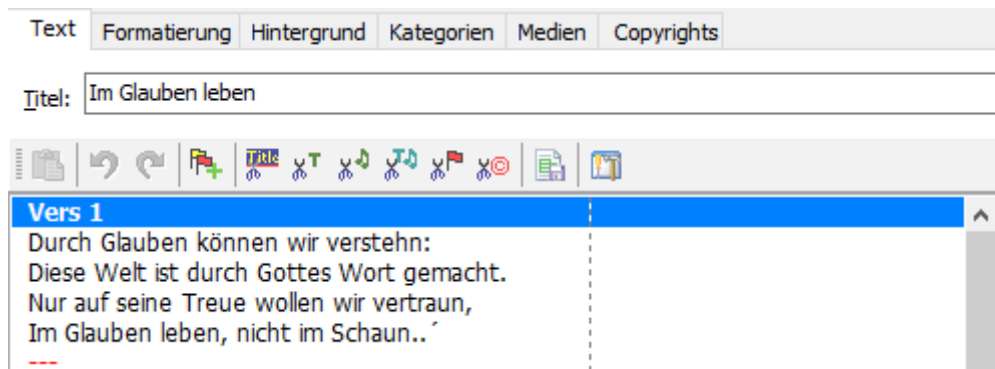 Text Formatierung Hintergrund Kategorien Medien Copyrights
Titel: Im Glauben leben
Title T T
Vers 1
Durch Glauben können wir verstehn:
Diese Welt ist durch Gottes Wort gemacht.
Nur auf seine Treue wollen wir vertraun,
Im Glauben leben, nicht im Schaun..´
---